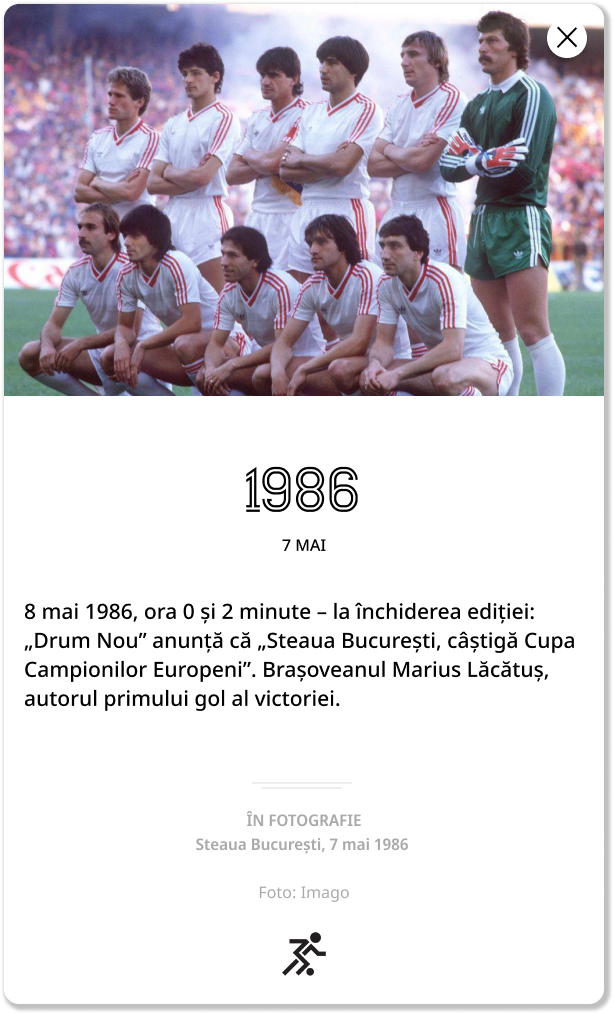 1986
7 MAI
8 mai 1986, ora 0 și 2 minute – la închiderea ediției:
„Drum Nou” anunță că „Steaua București, câștigă Cupa
Campionilor Europeni”. Brașoveanul Marius Lăcătuș,
autorul primului gol al victoriei.
ÎN FOTOGRAFIE
Steaua București, 7 mai 1986
Foto: Imago